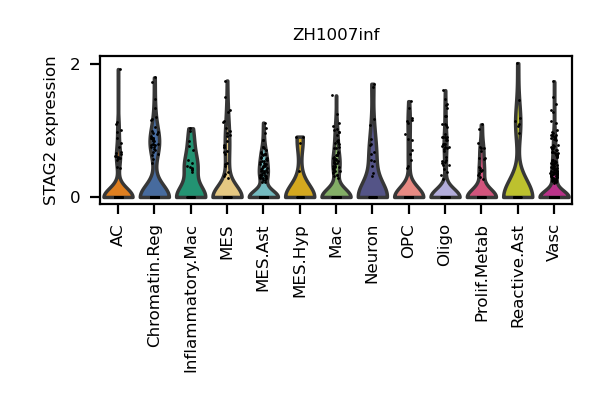 ZH1007inf
STAG2 expression
2
0
AC
Chromatin.Reg
Inflammatory.Mac
MES
MES.Ast
MES.Hyp
Mac
Neuron
OPC
Oligo
Prolif.Metab
Reactive.Ast
Vasc